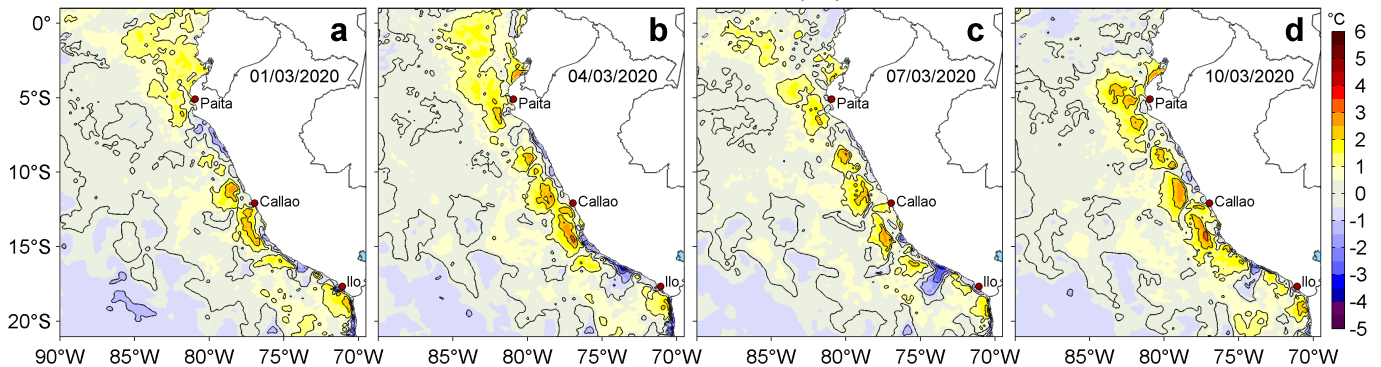 a
b
c
d
°C
01/03/2020
04/03/2020
07/03/2020
10/03/2020
Paita
Paita
Paita
Paita
Callao
Callao
Callao
Callao
Ilo
Ilo
Ilo
Ilo
0°
5°S
10°S
15°S
20°S
90°W 85°W 80°W 75°W 70°W
85°W 80°W 75°W 70°W
85°W 80°W 75°W 70°W
85°W 80°W 75°W 70°W
6
5
4
3
2
1
0
-1
-2
-3
-4
-5